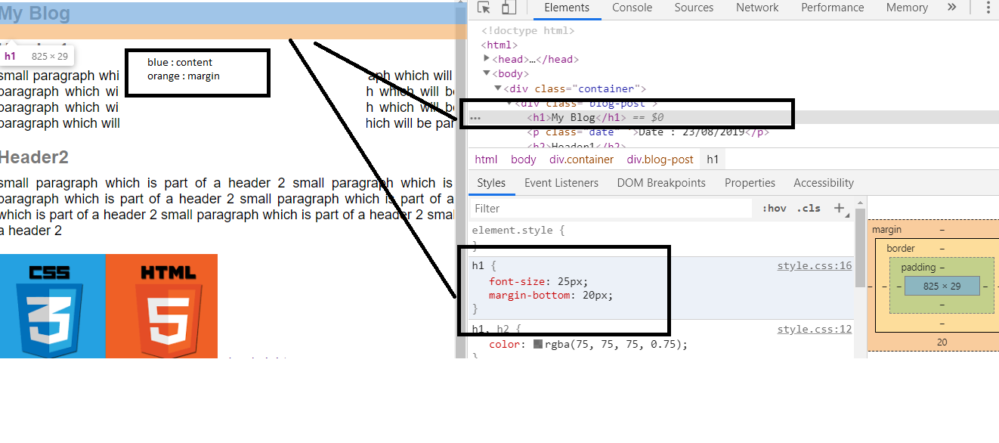 My Blog
h1 825 × 29
blue : content
orange : margin
small paragraph whi aph which will
paragraph which wi h which will be
paragraph which wi h which will be
paragraph which will hich will be par
Header2
small paragraph which is part of a header 2 small paragraph which is
paragraph which is part of a header 2 small paragraph which is part of a
which is part of a header 2 small paragraph which is part of a header 2 smal
a header 2
CSS HTML
3 5
Elements Console Sources Network Performance Memory »
<!doctype html>
<html>
<head>…</head>
<body>
<div class="container">
<div class="blog-post">
… <h1>My Blog</h1> == $0
<p class="date" ">Date : 23/08/2019</p>
<h2>Header1</h2>
html body div.container div.blog-post h1
Styles Event Listeners DOM Breakpoints Properties Accessibility
Filter :hov .cls +
element.style {
}
h1 { style.css:16
font-size: 25px;
margin-bottom: 20px;
}
h1, h2 { style.css:12
color: rgba(75, 75, 75, 0.75);
}
margin –
border –
padding –
– – – 825 × 29 – – –
–
–
20